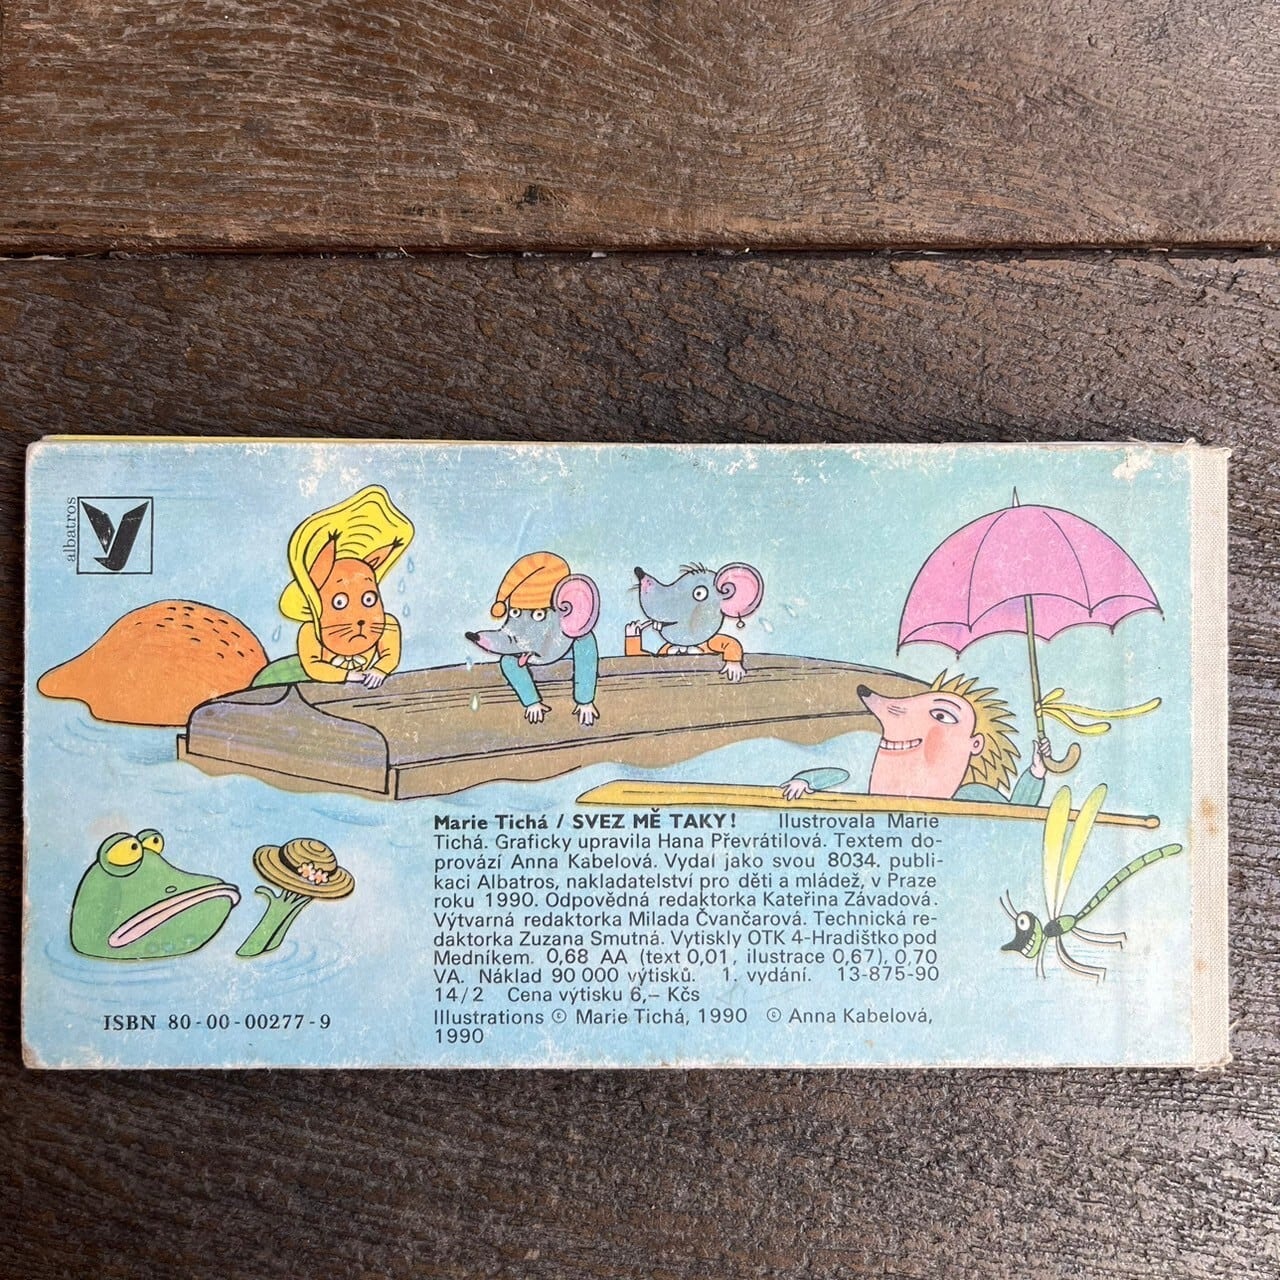 albatros
Marie Tichá / SVEZ MĚ TAKY! Ilustrovala Marie
Tichá. Graficky upravila Hana Převrátilová. Textem do-
provází Anna Kabelová. Vydal jako svou 8034. publi-
kaci Albatros, nakladatelství pro děti a mládež, v Praze
roku 1990. Odpovědná redaktorka Kateřina Závadová.
Výtvarná redaktorka Milada Čvančarová. Technická re-
daktorka Zuzana Smutná. Vytiskly OTK 4-Hradištko pod
Medníkem. 0,68 AA (text 0,01, ilustrace 0,67), 0,70
VA. Náklad 90 000 výtisků. 1. vydání. 13-875-90
14/2 Cena výtisku 6,– Kčs
Illustrations © Marie Tichá, 1990 © Anna Kabelová,
1990
ISBN 80-00-00277-9